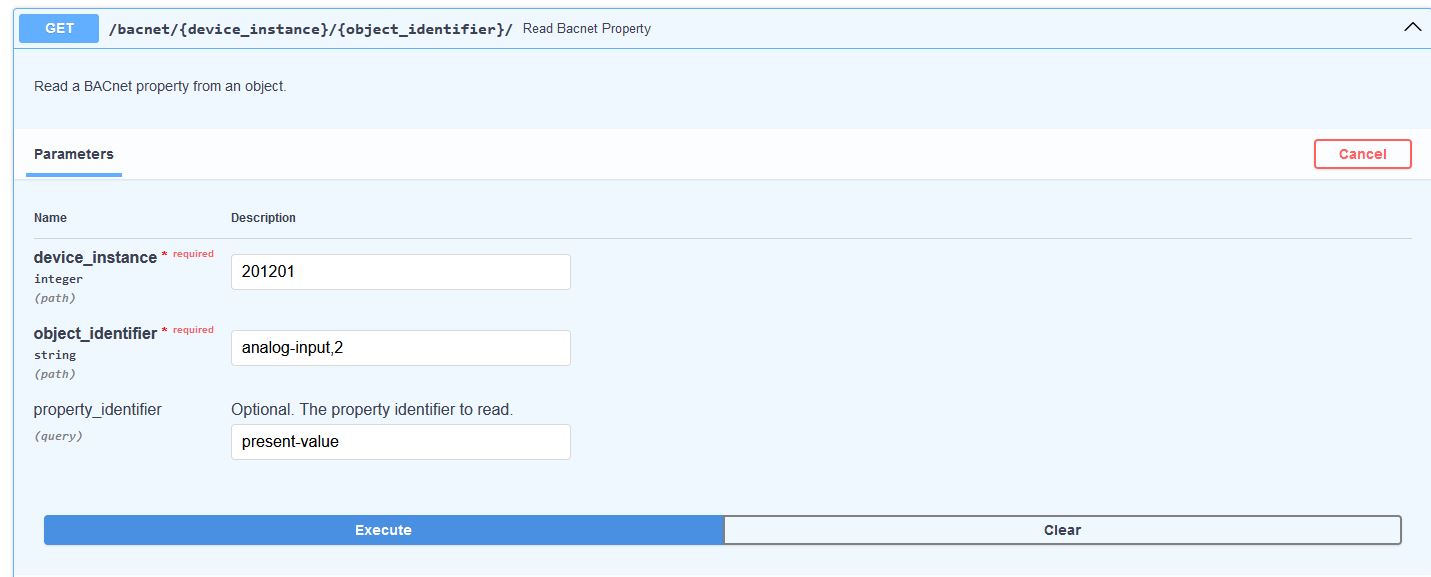 GET /bacnet/{device_instance}/{object_identifier}/ Read Bacnet Property
Read a BACnet property from an object.
Parameters
Cancel
Name Description
device_instance * required
integer
(path)
201201
object_identifier * required
string
(path)
analog-input,2
property_identifier
(query)
Optional. The property identifier to read.
present-value
Execute Clear